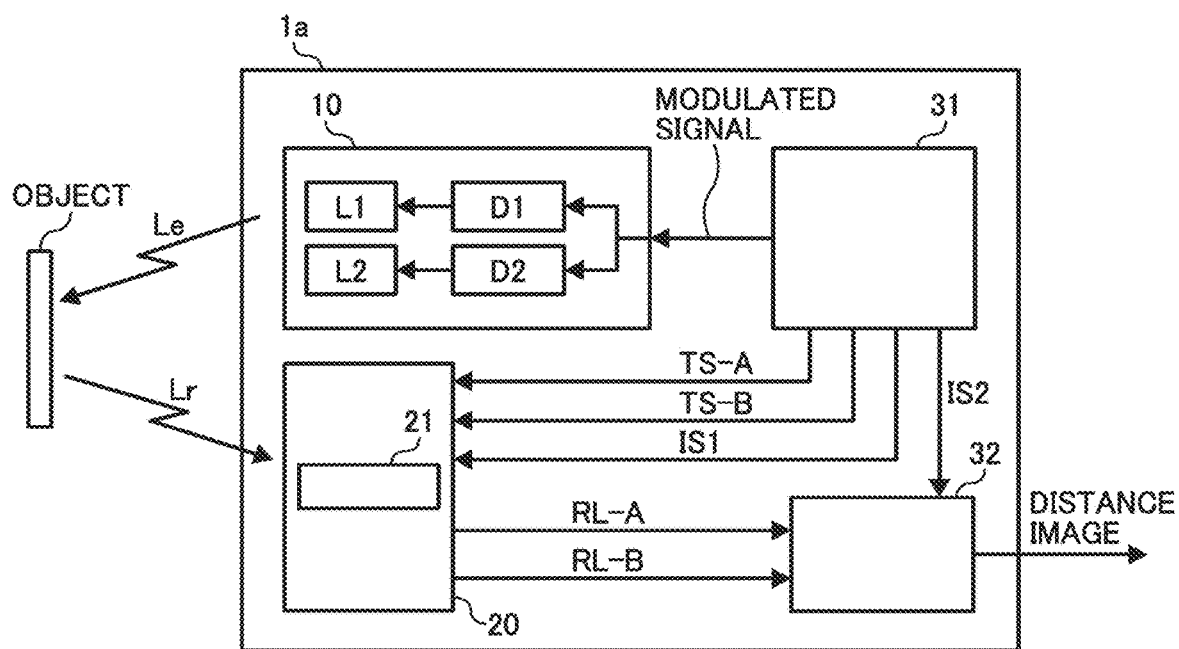 1a
MODULATED
SIGNAL
10
31
OBJECT
Le
L1
D1
L2
D2
Lr
TS-A
TS-B
IS1
IS2
21
32
RL-A
RL-B
DISTANCE
IMAGE
20